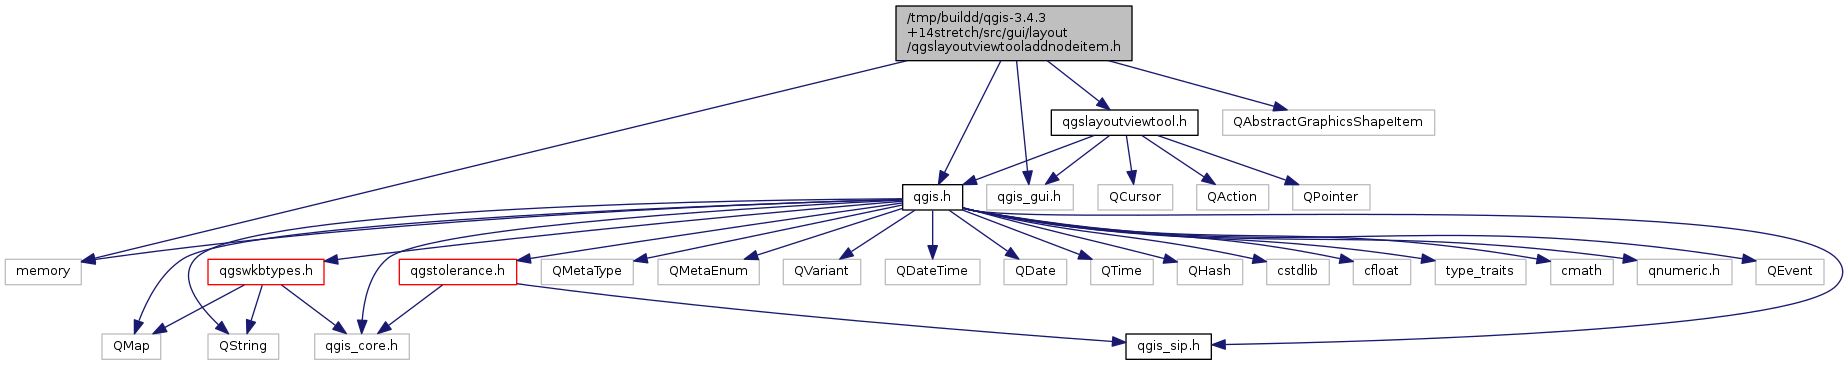 /tmp/buildd/qgis-3.4.3
+14stretch/src/gui/layout
/qgslayoutviewtooladdnodeitem.h
qgslayoutviewtool.h
QAbstractGraphicsShapeItem
qgis.h
qgis_gui.h
QCursor
QAction
QPointer
memory
qgswkbtypes.h
qgstolerance.h
QMetaType
QMetaEnum
QVariant
QDateTime
QDate
QTime
QHash
cstdlib
cfloat
type_traits
cmath
qnumeric.h
QEvent
QMap
QString
qgis_core.h
qgis_sip.h